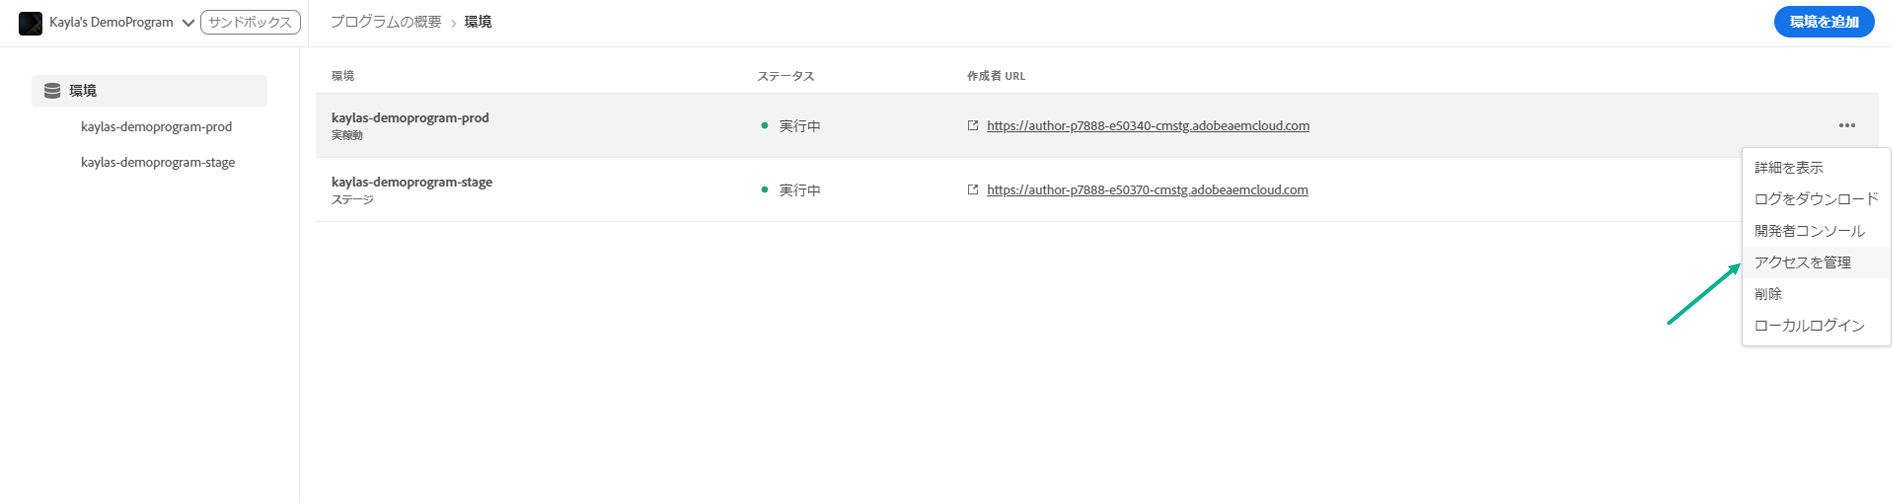 Kayla's DemoProgram サンドボックス プログラムの概要 › 環境 環境を追加
環境
kaylas-demoprogram-prod
kaylas-demoprogram-stage
環境 ステータス 作成者 URL
kaylas-demoprogram-prod
実稼動
実行中 https://author-p7888-e50340-cmstg.adobeaemcloud.com
kaylas-demoprogram-stage
ステージ
実行中 https://author-p7888-e50370-cmstg.adobeaemcloud.com
詳細を表示
ログをダウンロード
開発者コンソール
アクセスを管理
削除
ローカルログイン